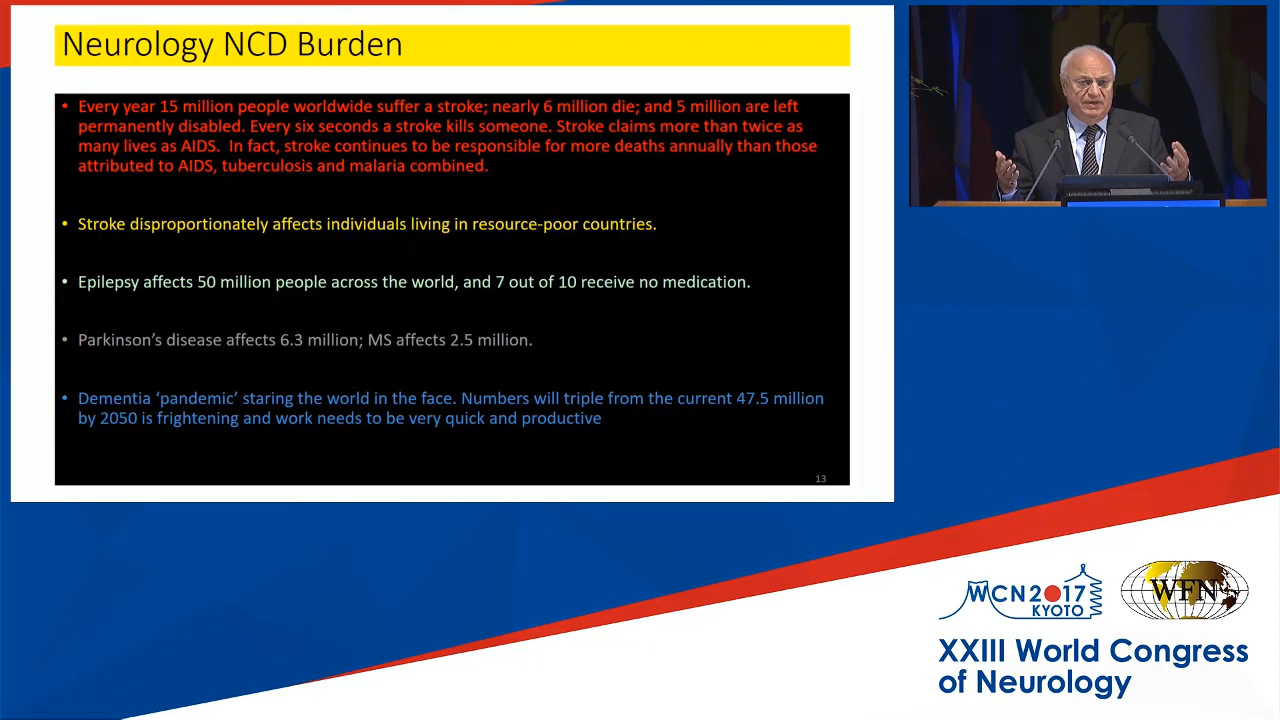 Neurology NCD Burden
• Every year 15 million people worldwide suffer a stroke; nearly 6 million die; and 5 million are left
permanently disabled. Every six seconds a stroke kills someone. Stroke claims more than twice as
many lives as AIDS.  In fact, stroke continues to be responsible for more deaths annually than those
attributed to AIDS, tuberculosis and malaria combined.
• Stroke disproportionately affects individuals living in resource-poor countries.
• Epilepsy affects 50 million people across the world, and 7 out of 10 receive no medication.
• Parkinson’s disease affects 6.3 million; MS affects 2.5 million.
• Dementia ‘pandemic’ staring the world in the face. Numbers will triple from the current 47.5 million
by 2050 is frightening and work needs to be very quick and productive
13
WCN2017
KYOTO
WFN
XXIII World Congress
of Neurology